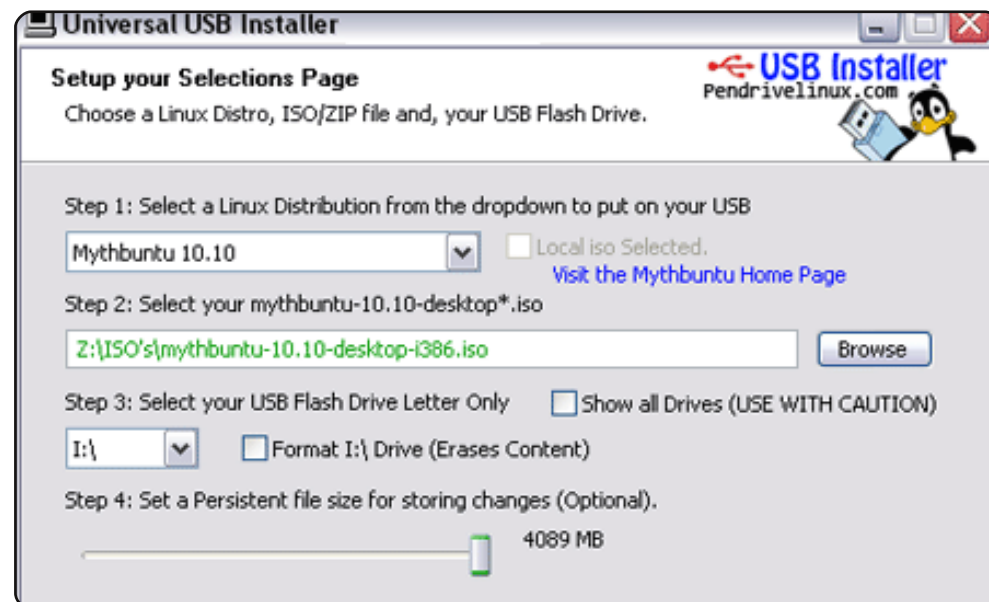 Universal USB Installer
Setup your Selections Page
Choose a Linux Distro, ISO/ZIP file and, your USB Flash Drive.
USB Installer
Pendrivelinux.com
Step 1: Select a Linux Distribution from the dropdown to put on your USB
Mythbuntu 10.10
Local iso Selected.
Visit the Mythbuntu Home Page
Step 2: Select your mythbuntu-10.10-desktop*.iso
Z:\ISO's\mythbuntu-10.10-desktop-i386.iso
Browse
Step 3: Select your USB Flash Drive Letter Only
Show all Drives (USE WITH CAUTION)
I:\
Format I:\ Drive (Erases Content)
Step 4: Set a Persistent file size for storing changes (Optional).
4089 MB